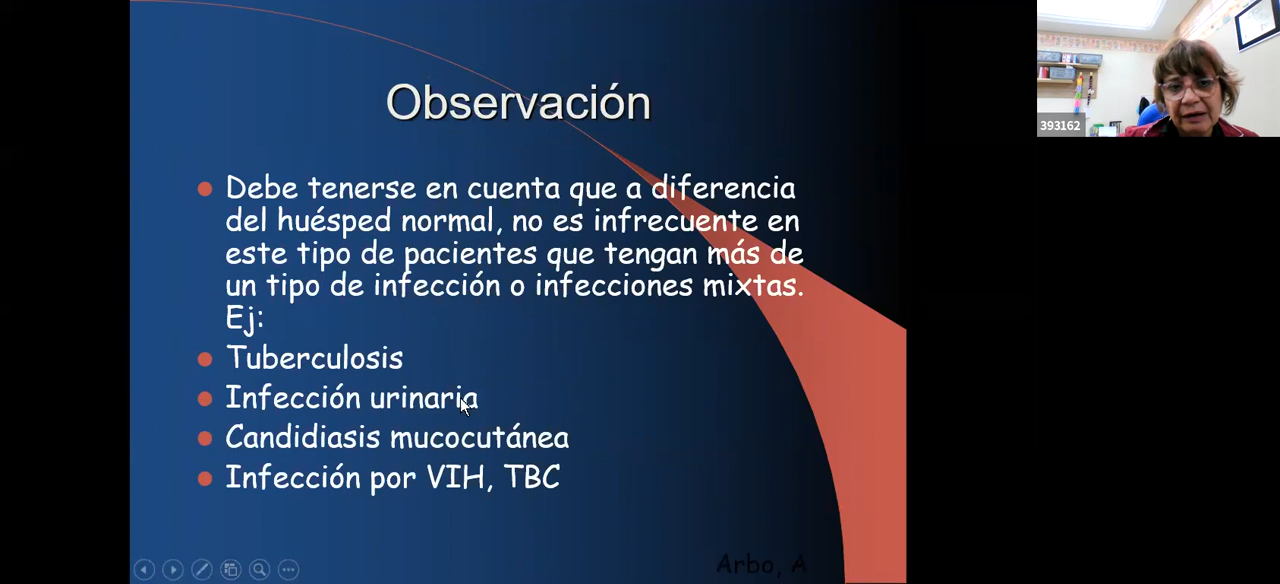 Observación
Debe tenerse en cuenta que a diferencia
del huésped normal, no es infrecuente en
este tipo de pacientes que tengan más de
un tipo de infección o infecciones mixtas.
Ej:
Tuberculosis
Infección urinaria
Candidiasis mucocutánea
Infección por VIH, TBC
Arbo, A
393162